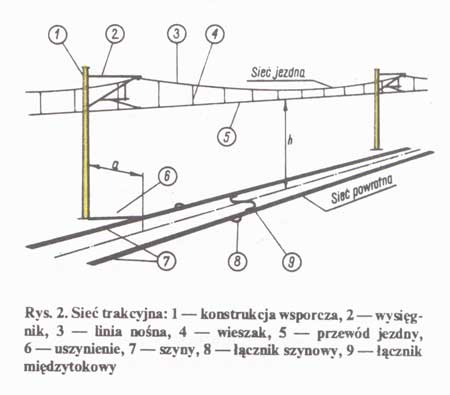 1 2 3 4
Sieć jezdna
5
a
h
6
Sieć powrotna
7 8 9
Rys. 2. Sieć trakcyjna: 1 — konstrukcja wsporcza, 2 — wysięg-
nik, 3 — linia nośna, 4 — wieszak, 5 — przewód jezdny,
6 — uszynienie, 7 — szyny, 8 — łącznik szynowy, 9 — łącznik
międzytokowy